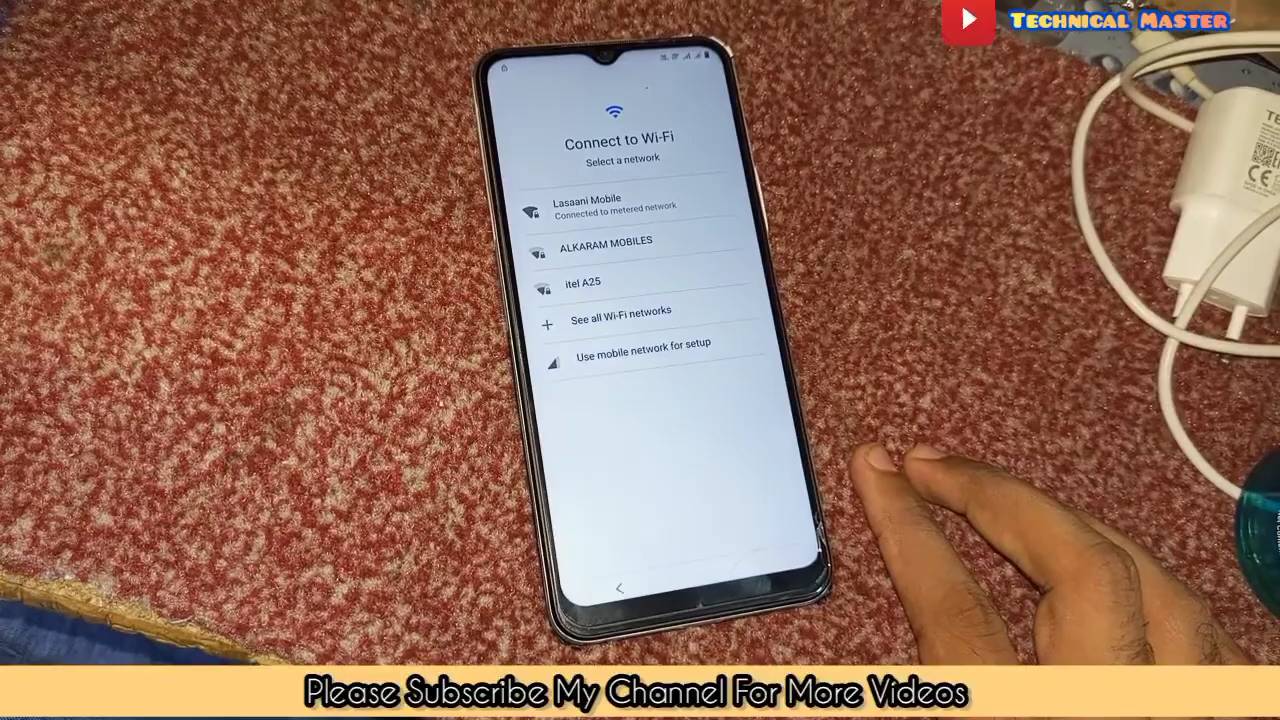 Technical Master
Connect to Wi-Fi
Select a network
Lasaani Mobile
Connected to metered network
ALKARAM MOBILES
itel A25
See all Wi-Fi networks
Use mobile network for setup
CE
Please Subscribe My Channel For More Videos